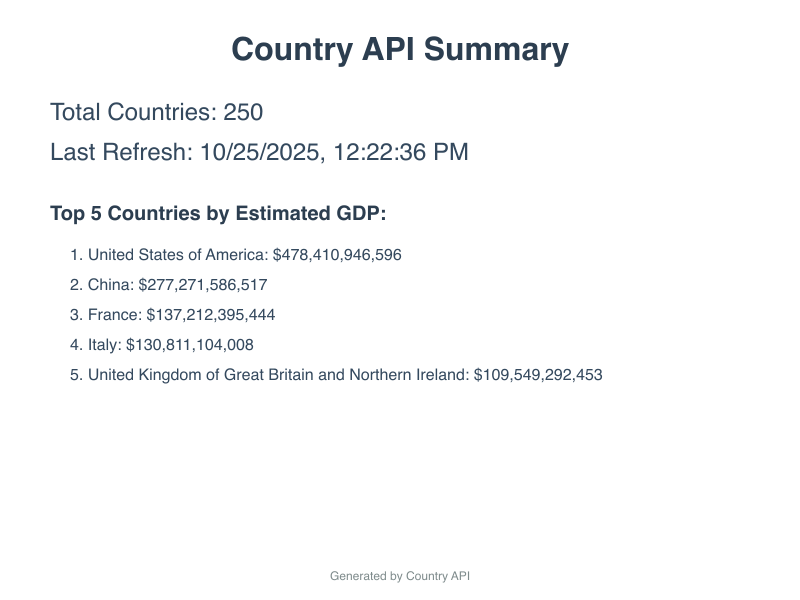 Country API Summary
Total Countries: 250
Last Refresh: 10/25/2025, 12:22:36 PM
Top 5 Countries by Estimated GDP:
1. United States of America: $478,410,946,596
2. China: $277,271,586,517
3. France: $137,212,395,444
4. Italy: $130,811,104,008
5. United Kingdom of Great Britain and Northern Ireland: $109,549,292,453
Generated by Country API